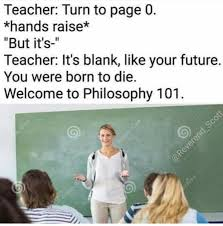 Teacher: Turn to page 0.
*hands raise*
"But it's-"
Teacher: It's blank, like your future.
You were born to die.
Welcome to Philosophy 101.